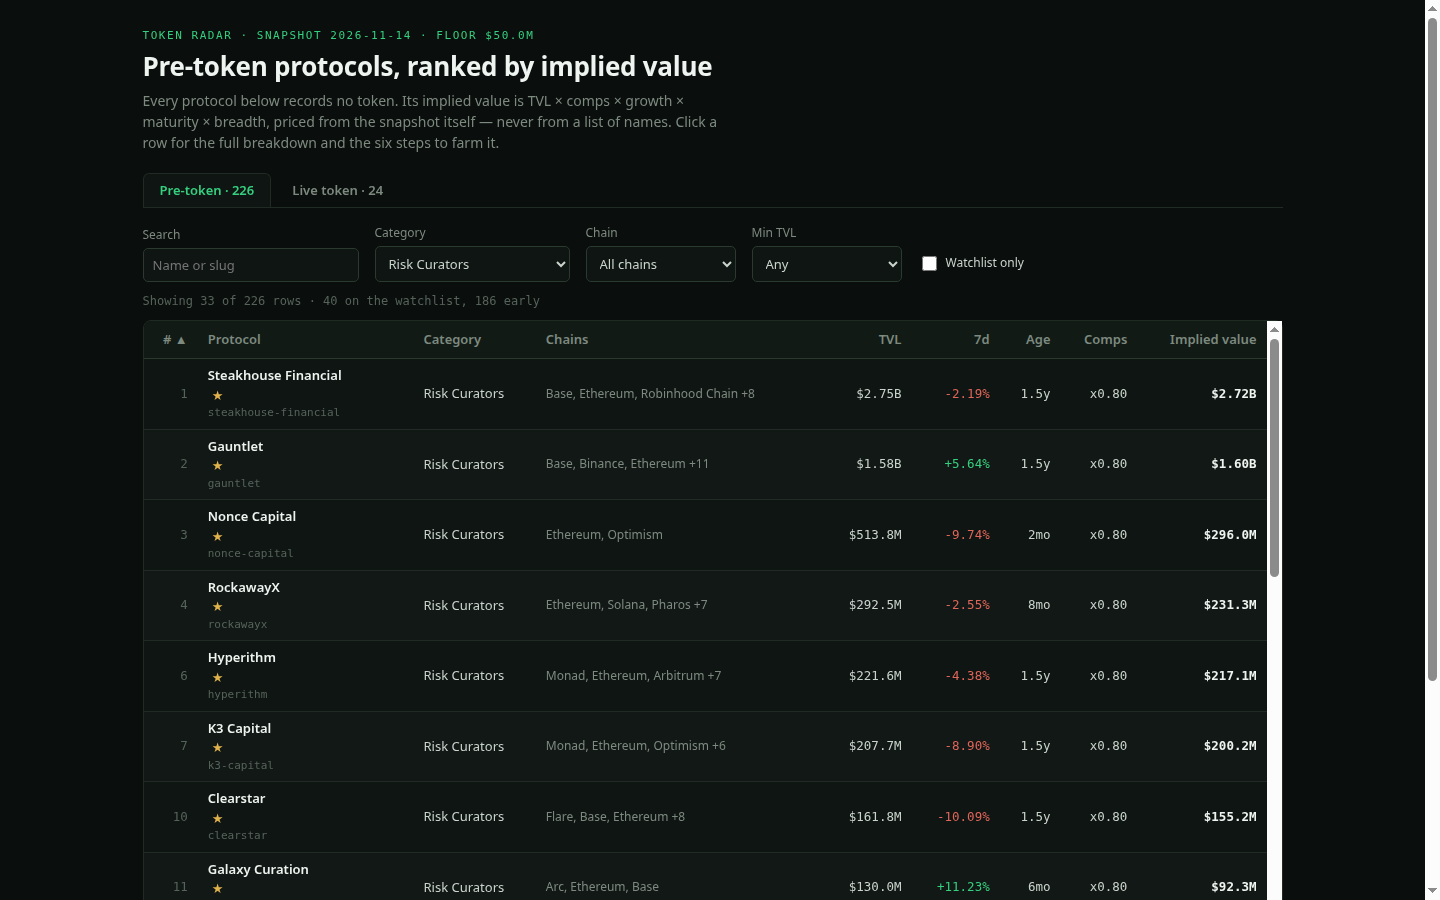 TOKEN RADAR · SNAPSHOT 2026-11-14 · FLOOR $50.0M
Pre-token protocols, ranked by implied value
Every protocol below records no token. Its implied value is TVL × comps × growth ×
maturity × breadth, priced from the snapshot itself — never from a list of names. Click a
row for the full breakdown and the six steps to farm it.
Pre-token · 226 Live token · 24
Search Category Chain Min TVL
Name or slug Risk Curators All chains Any Watchlist only
Showing 33 of 226 rows · 40 on the watchlist, 186 early
# ▲ Protocol Category Chains TVL 7d Age Comps Implied value
Steakhouse Financial
1 ★ Risk Curators Base, Ethereum, Robinhood Chain +8 $2.75B -2.19% 1.5y x0.80 $2.72B
steakhouse-financial
Gauntlet
2 ★ Risk Curators Base, Binance, Ethereum +11 $1.58B +5.64% 1.5y x0.80 $1.60B
gauntlet
Nonce Capital
3 ★ Risk Curators Ethereum, Optimism $513.8M -9.74% 2mo x0.80 $296.0M
nonce-capital
RockawayX
4 ★ Risk Curators Ethereum, Solana, Pharos +7 $292.5M -2.55% 8mo x0.80 $231.3M
rockawayx
Hyperithm
6 ★ Risk Curators Monad, Ethereum, Arbitrum +7 $221.6M -4.38% 1.5y x0.80 $217.1M
hyperithm
K3 Capital
7 ★ Risk Curators Monad, Ethereum, Optimism +6 $207.7M -8.90% 1.5y x0.80 $200.2M
k3-capital
Clearstar
10 ★ Risk Curators Flare, Base, Ethereum +8 $161.8M -10.09% 1.5y x0.80 $155.2M
clearstar
Galaxy Curation
11 ★ Risk Curators Arc, Ethereum, Base $130.0M +11.23% 6mo x0.80 $92.3M